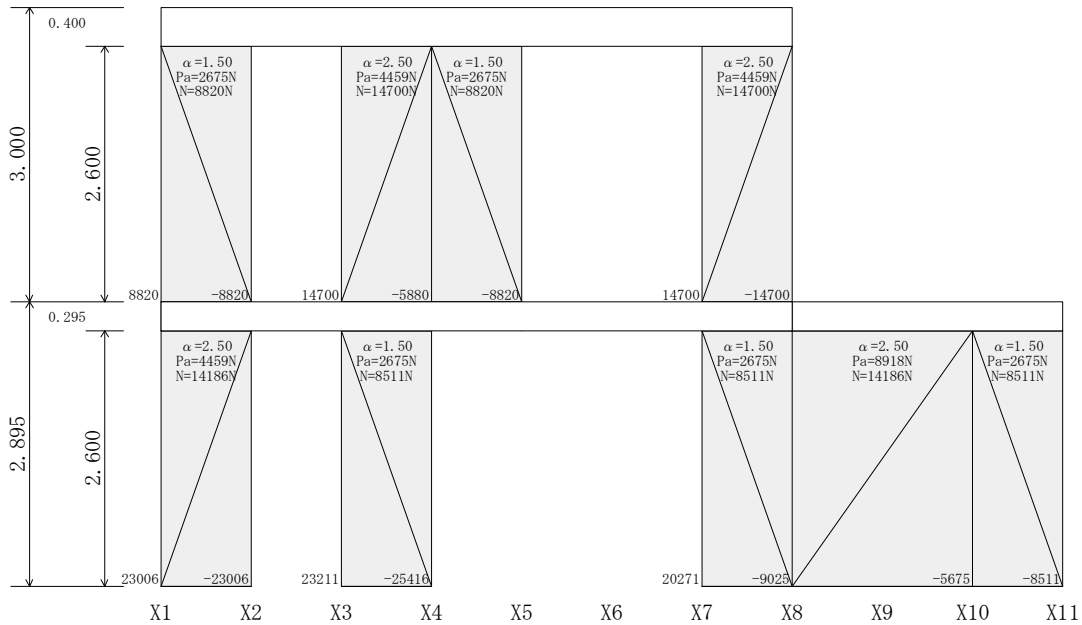 0.400
α=1.50 α=2.50 α=1.50 α=2.50
Pa=2675N Pa=4459N Pa=2675N Pa=4459N
N=8820N N=14700N N=8820N N=14700N
3.000
2.600
8820 -8820 14700 -5880 -8820 14700 -14700
0.295
α=2.50 α=1.50 α=1.50 α=2.50 α=1.50
Pa=4459N Pa=2675N Pa=2675N Pa=8918N Pa=2675N
N=14186N N=8511N N=8511N N=14186N N=8511N
2.895
2.600
23006 -23006 23211 -25416 20271 -9025 -5675 -8511
X1 X2 X3 X4 X5 X6 X7 X8 X9 X10 X11